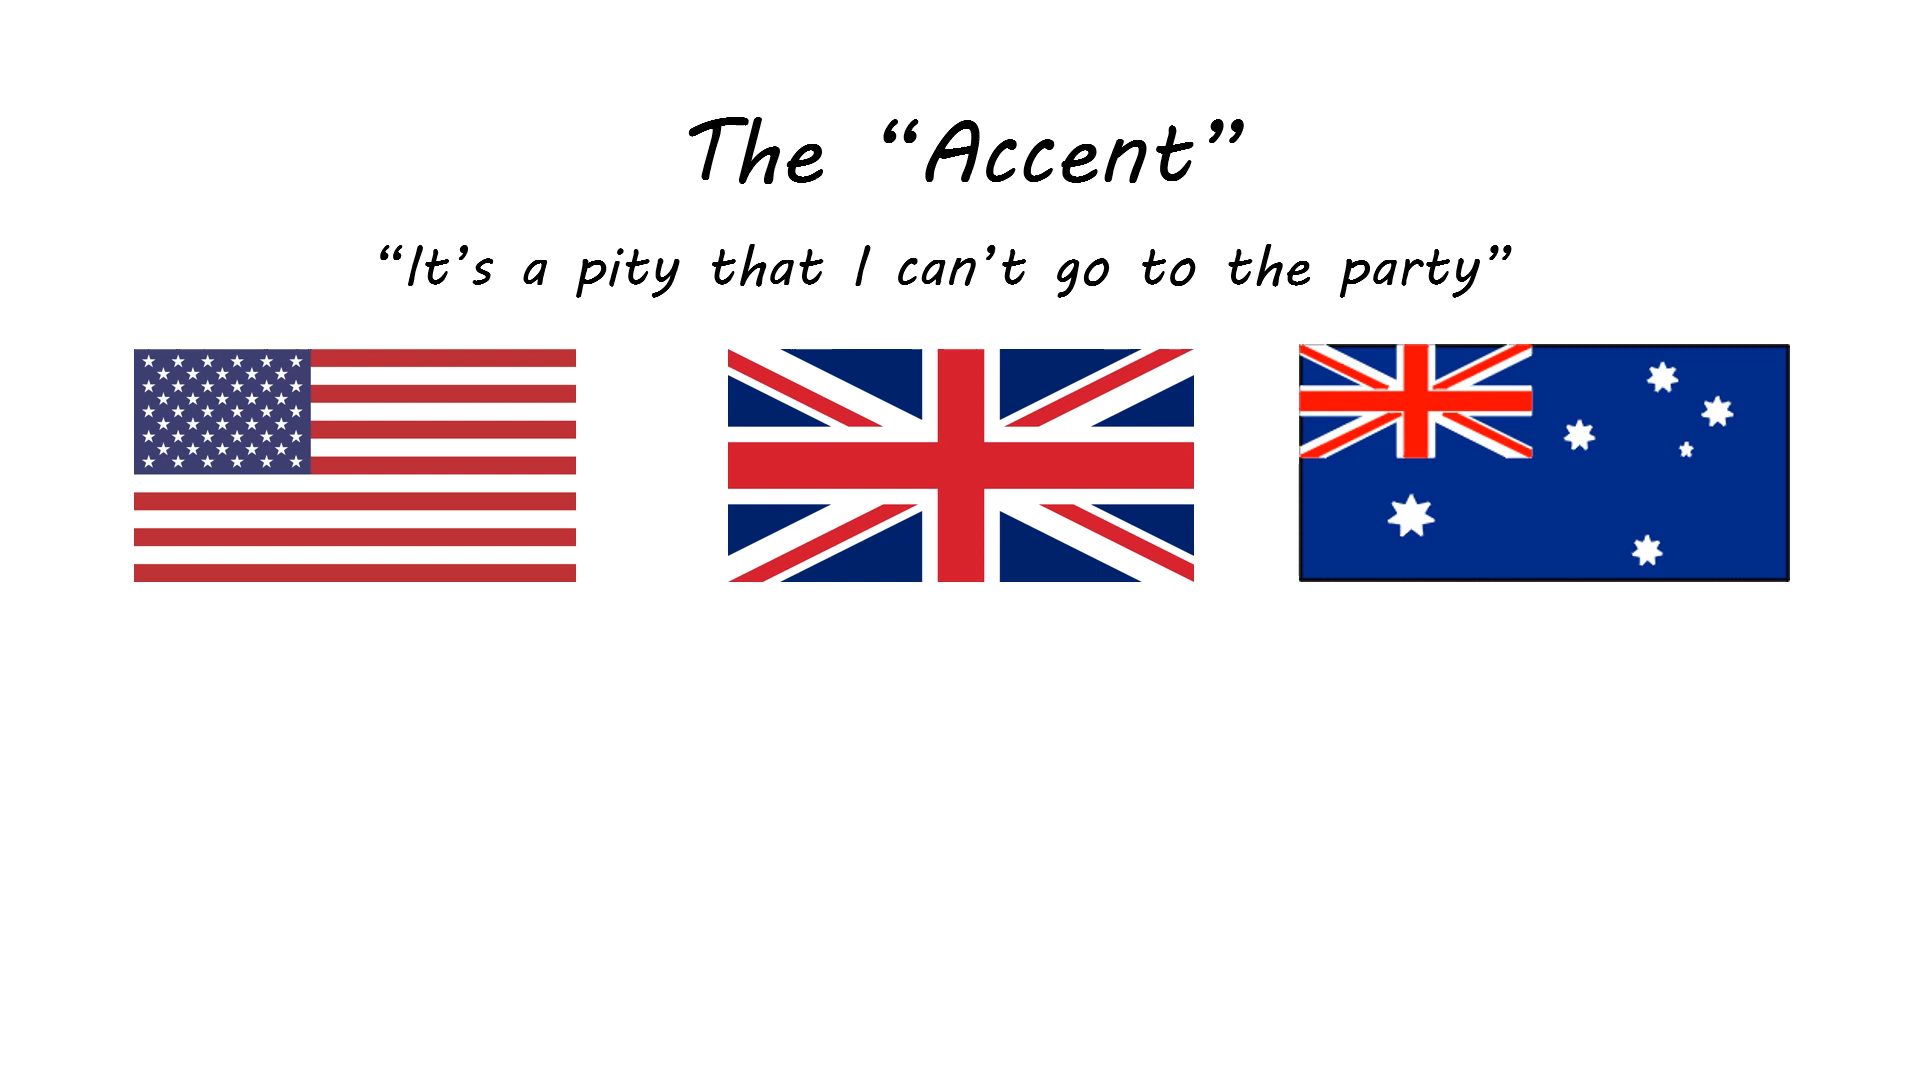 The “Accent”
“It’s a pity that I can’t go to the party”